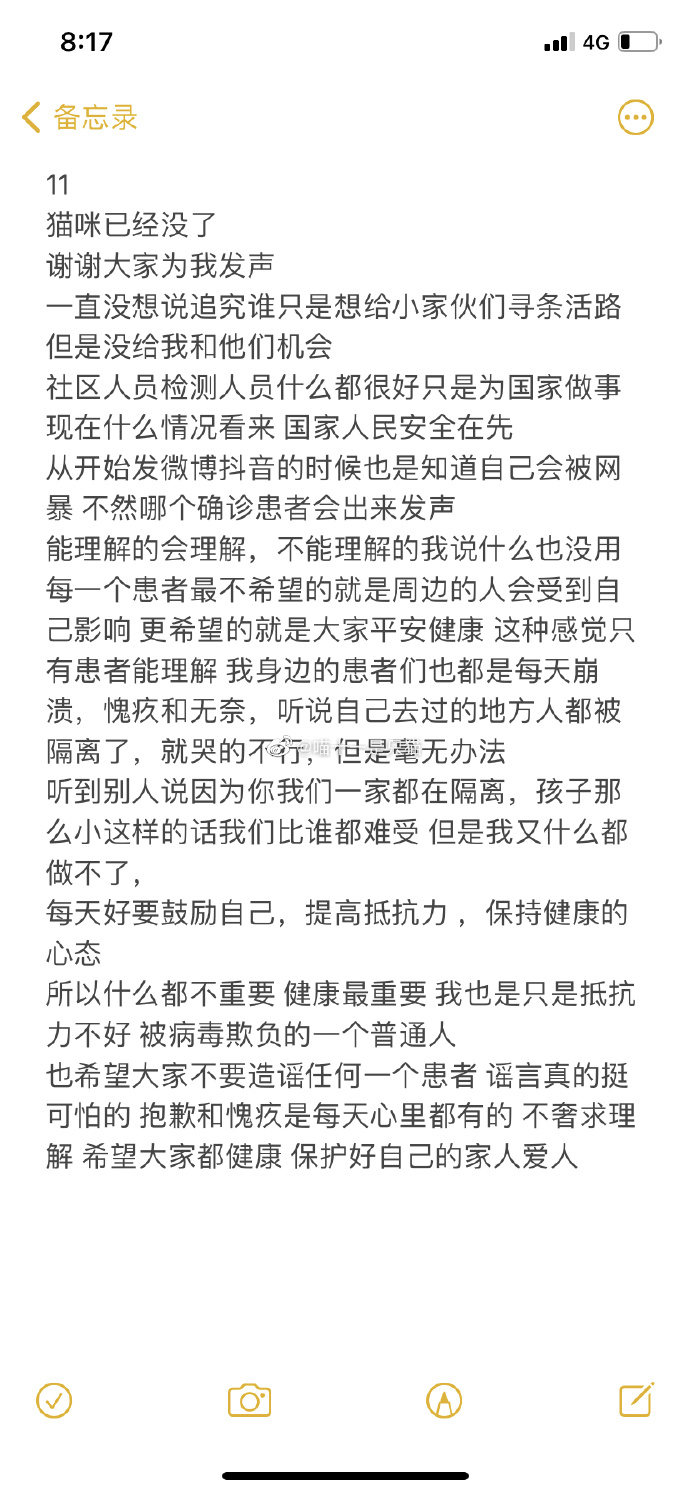 8:17
4G
备忘录
11
猫咪已经没了
谢谢大家为我发声
一直没想说追究谁只是想给小家伙们寻条活路
但是没给我和他们机会
社区人员检测人员什么都很好只是为国家做事
现在什么情况看来 国家人民安全在先
从开始发微博抖音的时候也是知道自己会被网
暴 不然哪个确诊患者会出来发声
能理解的会理解，不能理解的我说什么也没用
每一个患者最不希望的就是周边的人会受到自
己影响 更希望的就是大家平安健康 这种感觉只
有患者能理解 我身边的患者们也都是每天崩
溃，愧疚和无奈，听说自己去过的地方人都被
隔离了，就哭的不行，但是毫无办法
听到别人说因为你我们一家都在隔离，孩子那
么小这样的话我们比谁都难受 但是我又什么都
做不了，
每天好要鼓励自己，提高抵抗力 ，保持健康的
心态
所以什么都不重要 健康最重要 我也是只是抵抗
力不好 被病毒欺负的一个普通人
也希望大家不要造谣任何一个患者 谣言真的挺
可怕的 抱歉和愧疚是每天心里都有的 不奢求理
解 希望大家都健康 保护好自己的家人爱人